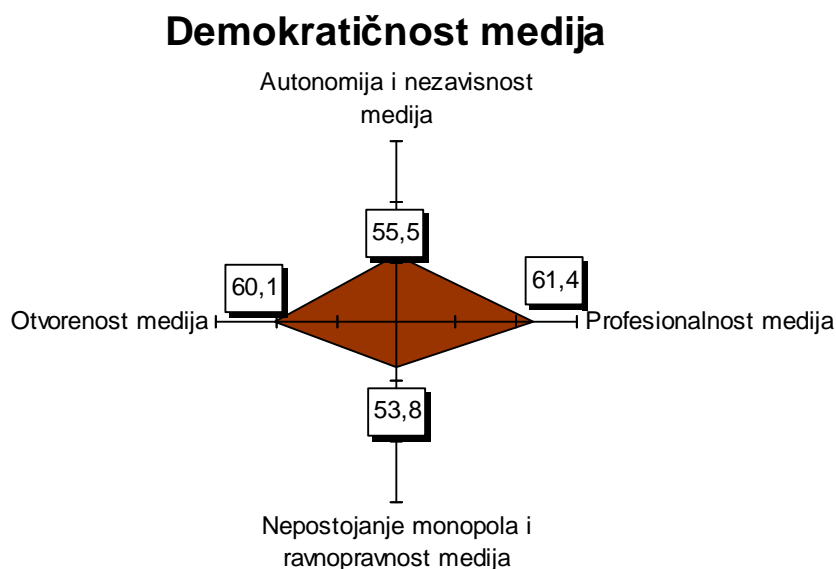 Demokratičnost medija
Autonomija i nezavisnost
medija
55,5
60,1
61,4
Otvorenost medija
Profesionalnost medija
53,8
Nepostojanje monopola i
ravnopravnost medija